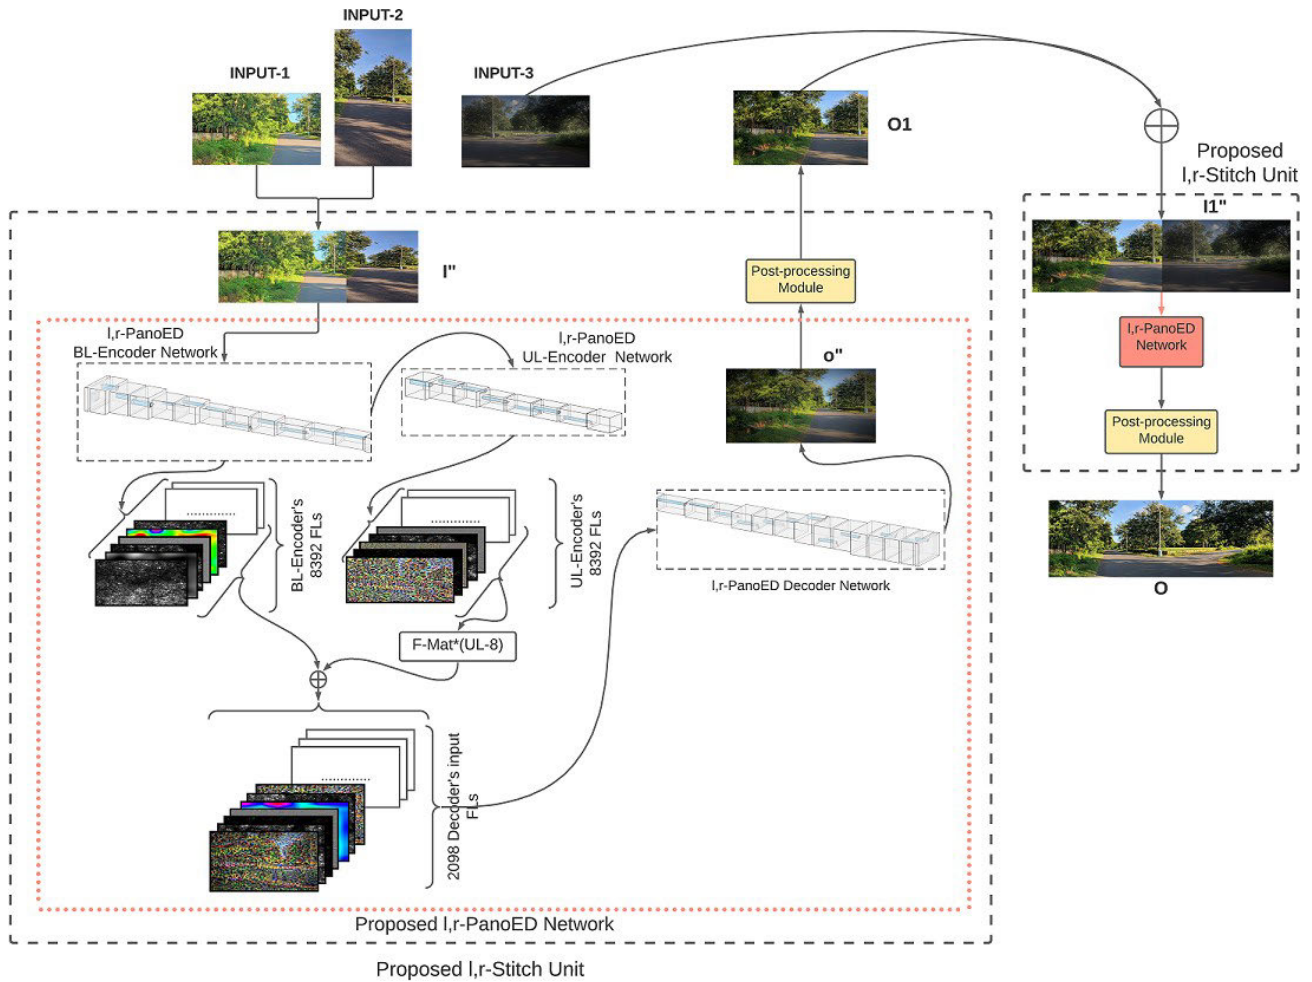 INPUT-2
INPUT-1
INPUT-3
O1
Proposed
l,r-Stitch Unit
I1"
I"
Post-processing
Module
l,r-PanoED
BL-Encoder Network
l,r-PanoED
UL-Encoder Network
o"
l,r-PanoED
Network
Post-processing
Module
O
BL-Encoder's
8392 FLs
UL-Encoder's
8392 FLs
..............
..............
l,r-PanoED Decoder Network
F-Mat*(UL-8)
..............
2098 Decoder's input
FLs
Proposed l,r-PanoED Network
Proposed l,r-Stitch Unit